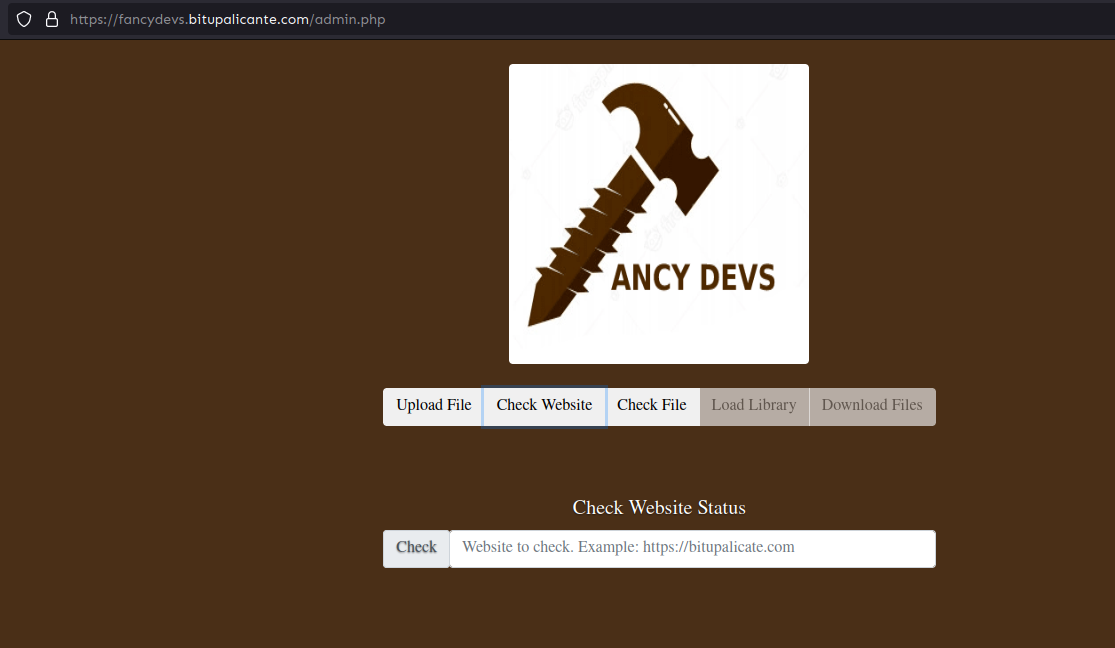 https://fancydevs.bitupalicante.com/admin.php
ANCY DEVS
Upload File Check Website Check File Load Library Download Files
Check Website Status
Check Website to check. Example: https://bitupalicate.com